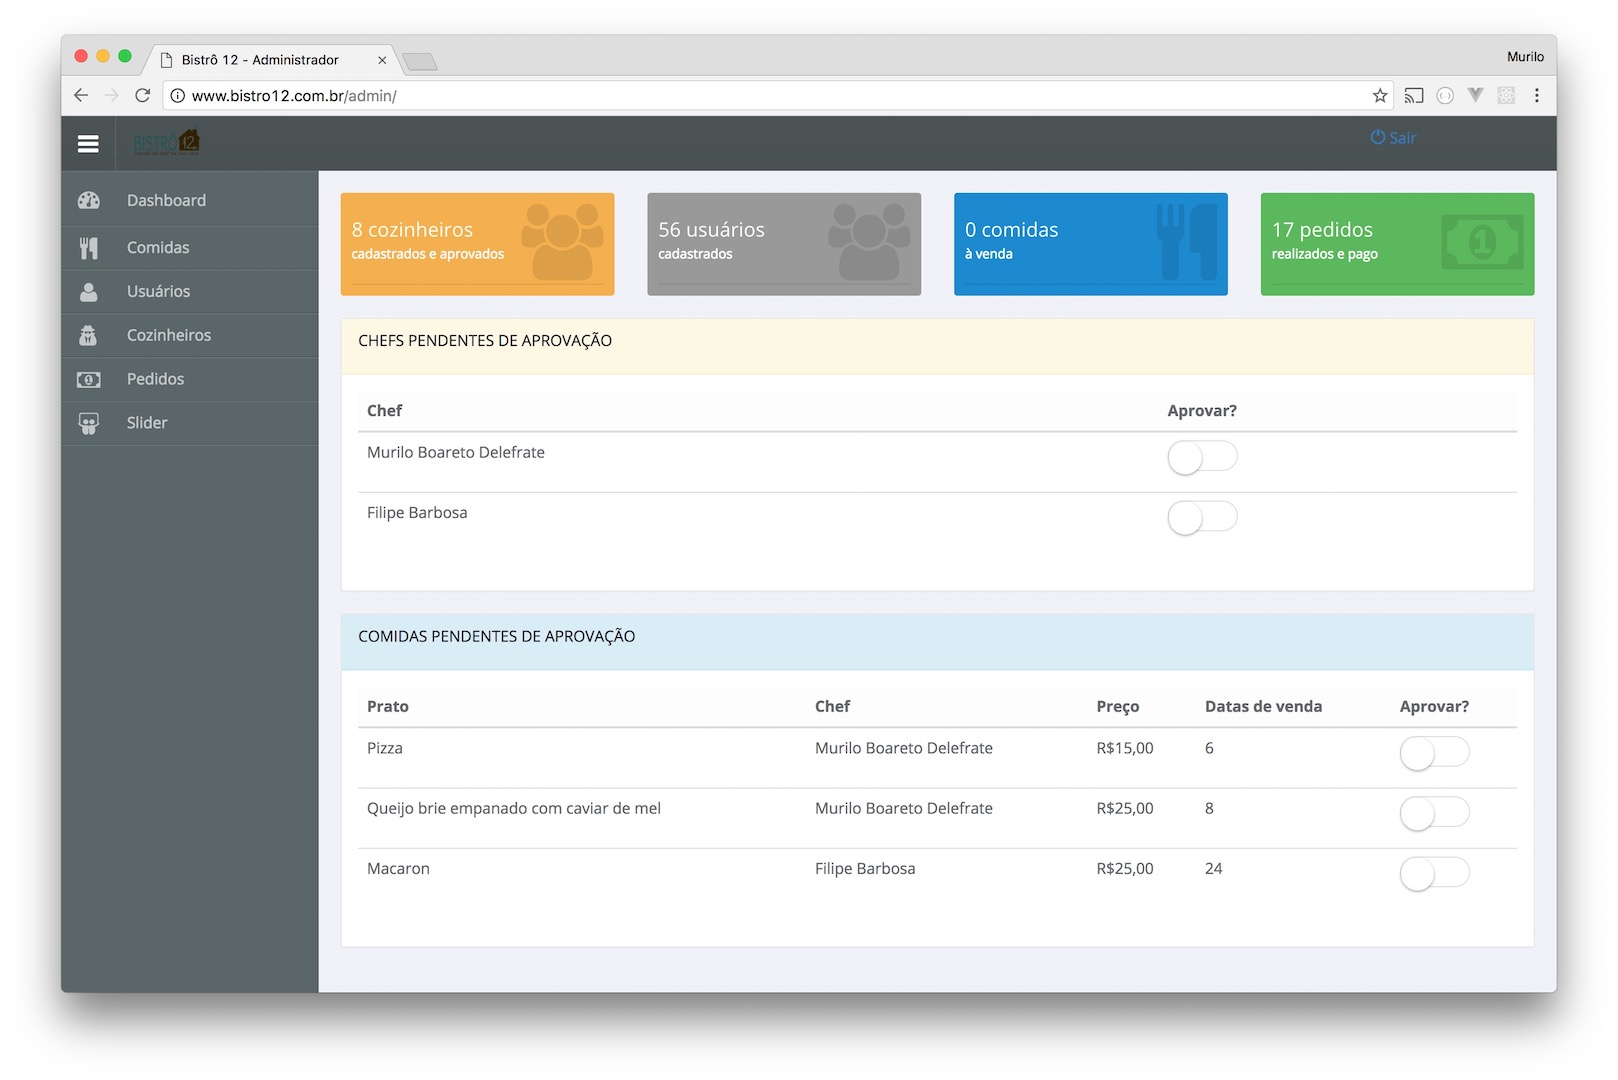 Bistrô 12 - Administrador
Murilo
www.bistro12.com.br/admin/
BISTRÔ 12
Sair
Dashboard
Comidas
Usuários
Cozinheiros
Pedidos
Slider
8 cozinheiros
cadastrados e aprovados
56 usuários
cadastrados
0 comidas
à venda
17 pedidos
realizados e pago
CHEFS PENDENTES DE APROVAÇÃO
Chef Aprovar?
Murilo Boareto Delefrate
Filipe Barbosa
COMIDAS PENDENTES DE APROVAÇÃO
Prato Chef Preço Datas de venda Aprovar?
Pizza Murilo Boareto Delefrate R$15,00 6
Queijo brie empanado com caviar de mel Murilo Boareto Delefrate R$25,00 8
Macaron Filipe Barbosa R$25,00 24